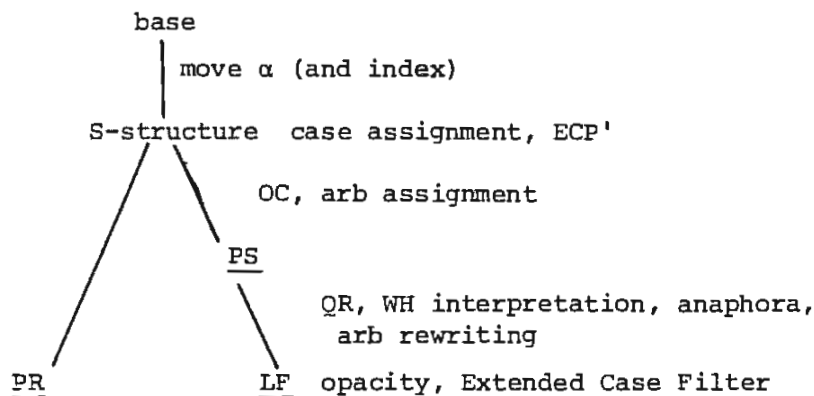 base
move α (and index)
S-structure case assignment, ECP'
OC, arb assignment
PS
QR, WH interpretation, anaphora,
arb rewriting
PR LF opacity, Extended Case Filter